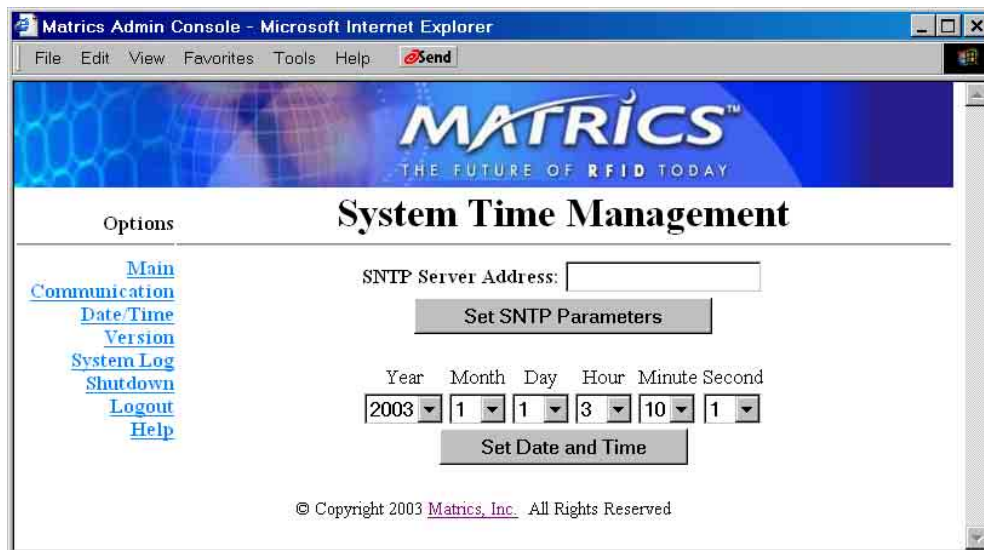 Matrics Admin Console - Microsoft Internet Explorer
File Edit View Favorites Tools Help Send
MATRICS™
THE FUTURE OF RFID TODAY
Options
System Time Management
Main
Communication
Date/Time
Version
System Log
Shutdown
Logout
Help
SNTP Server Address:
Set SNTP Parameters
Year Month Day Hour Minute Second
2003 1 1 3 10 1
Set Date and Time
© Copyright 2003 Matrics, Inc. All Rights Reserved